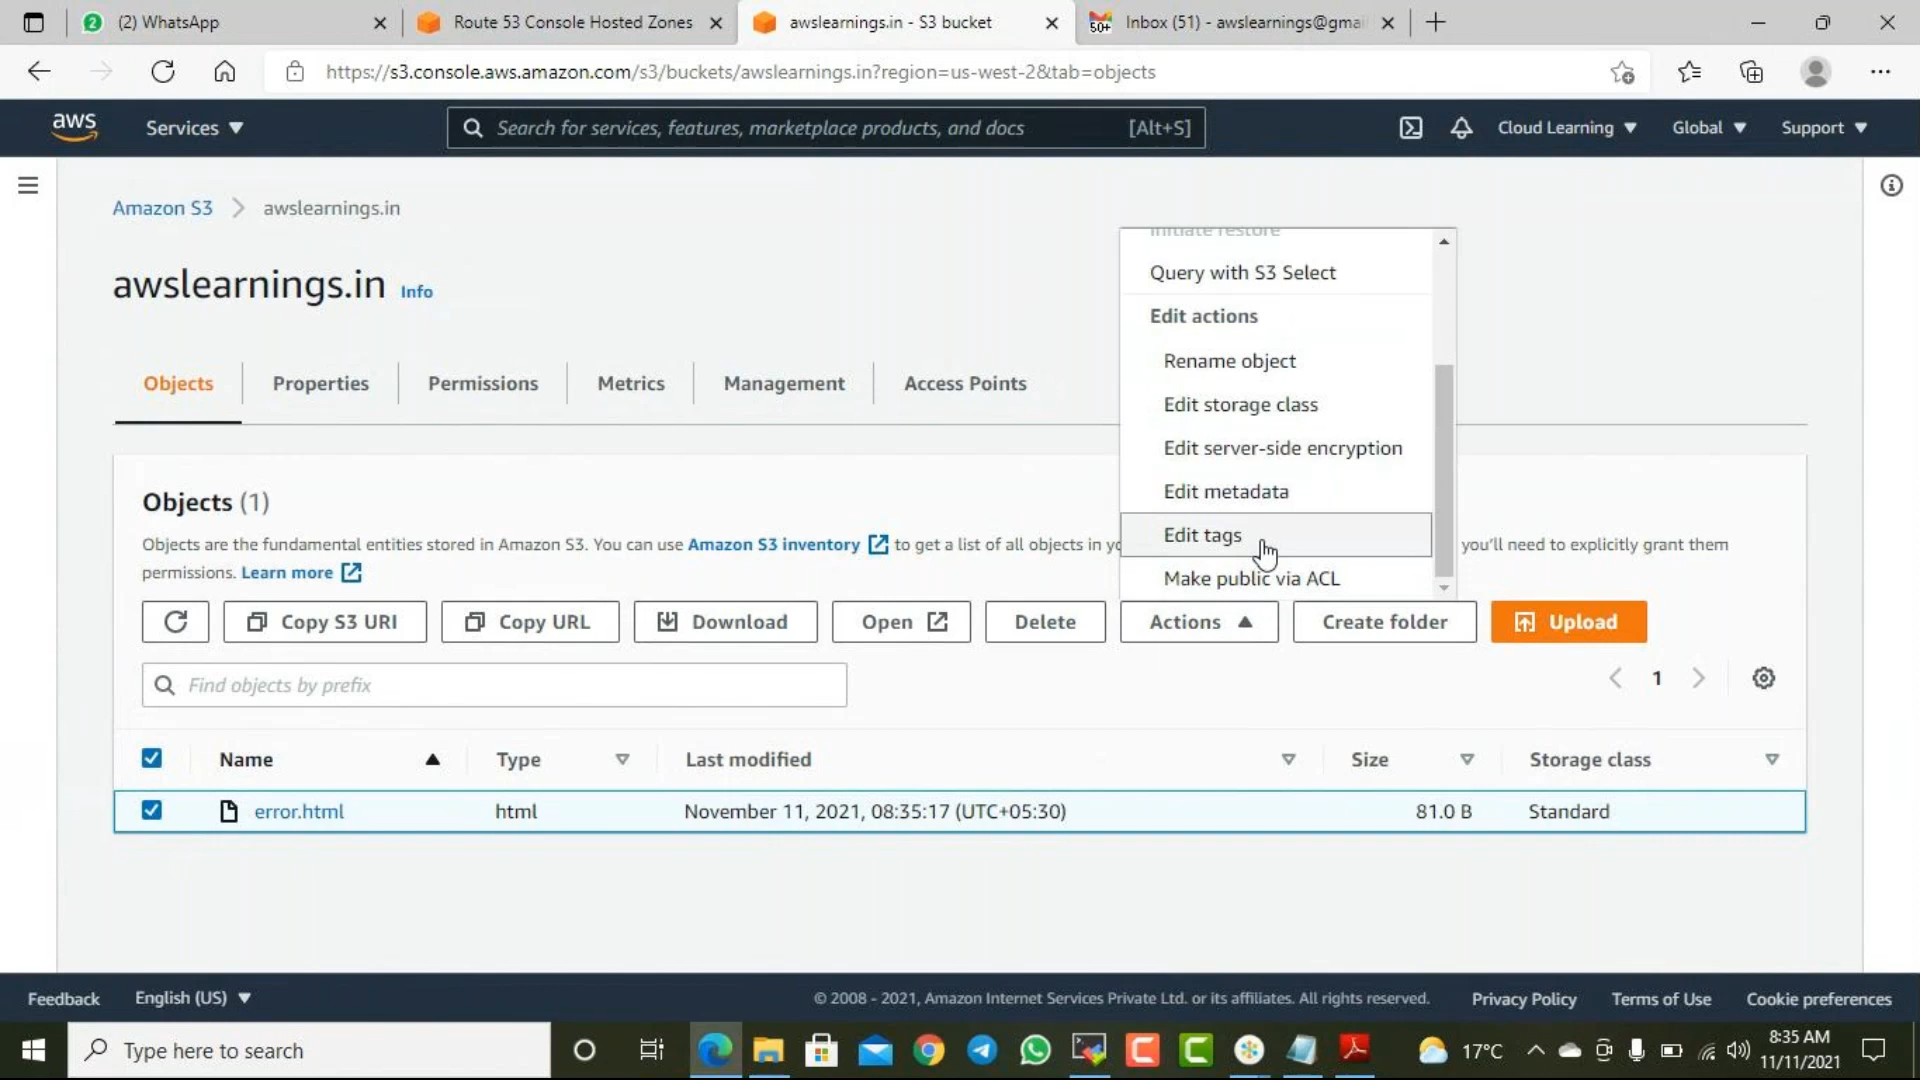 (2) WhatsApp
Route 53 Console Hosted Zones
awslearnings.in - S3 bucket
Inbox (51) - awslearnings@gmai
https://s3.console.aws.amazon.com/s3/buckets/awslearnings.in?region=us-west-2&tab=objects
aws
Services
Search for services, features, marketplace products, and docs [Alt+S]
Cloud Learning
Global
Support
Amazon S3
awslearnings.in
awslearnings.in Info
Initiate restore
Query with S3 Select
Edit actions
Rename object
Edit storage class
Edit server-side encryption
Edit metadata
Edit tags
Make public via ACL
Objects
Properties
Permissions
Metrics
Management
Access Points
Objects (1)
Objects are the fundamental entities stored in Amazon S3. You can use Amazon S3 inventory to get a list of all objects in yo you'll need to explicitly grant them
permissions. Learn more
Copy S3 URI
Copy URL
Download
Open
Delete
Actions
Create folder
Upload
Find objects by prefix
1
Name
Type
Last modified
Size
Storage class
error.html
html
November 11, 2021, 08:35:17 (UTC+05:30)
81.0 B
Standard
Feedback
English (US)
© 2008 - 2021, Amazon Internet Services Private Ltd. or its affiliates. All rights reserved.
Privacy Policy
Terms of Use
Cookie preferences
Type here to search
17°C
8:35 AM
11/11/2021